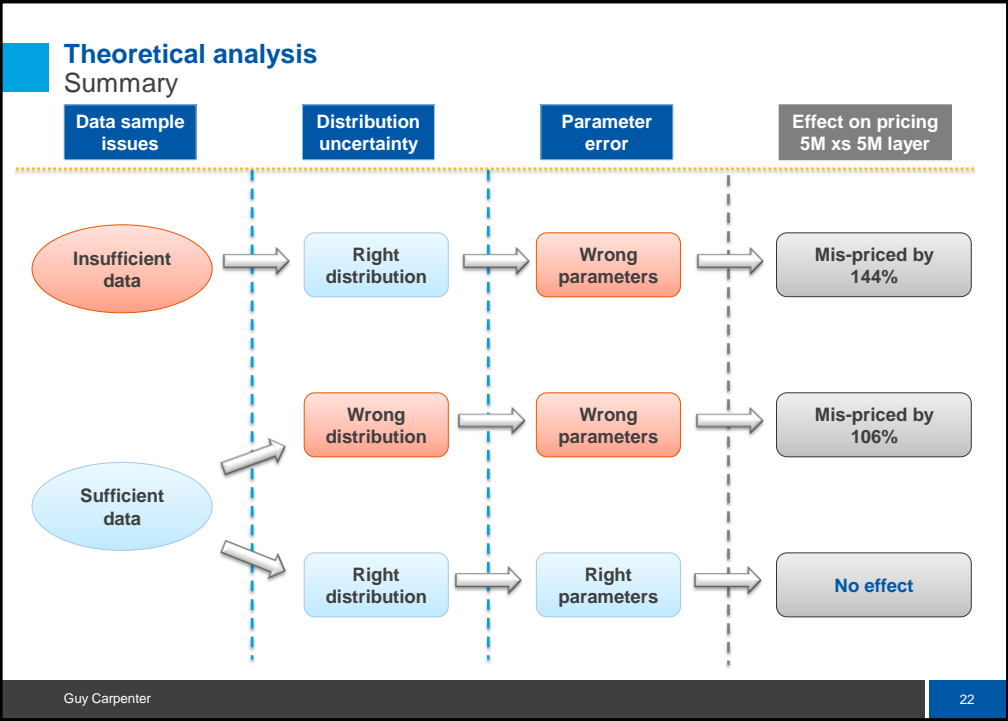 Theoretical analysis
Summary
Data sample
issues
Distribution
uncertainty
Parameter
error
Effect on pricing
5M xs 5M layer
Insufficient
data
Right
distribution
Wrong
parameters
Mis-priced by
144%
Wrong
distribution
Wrong
parameters
Mis-priced by
106%
Sufficient
data
Right
distribution
Right
parameters
No effect
Guy Carpenter
22